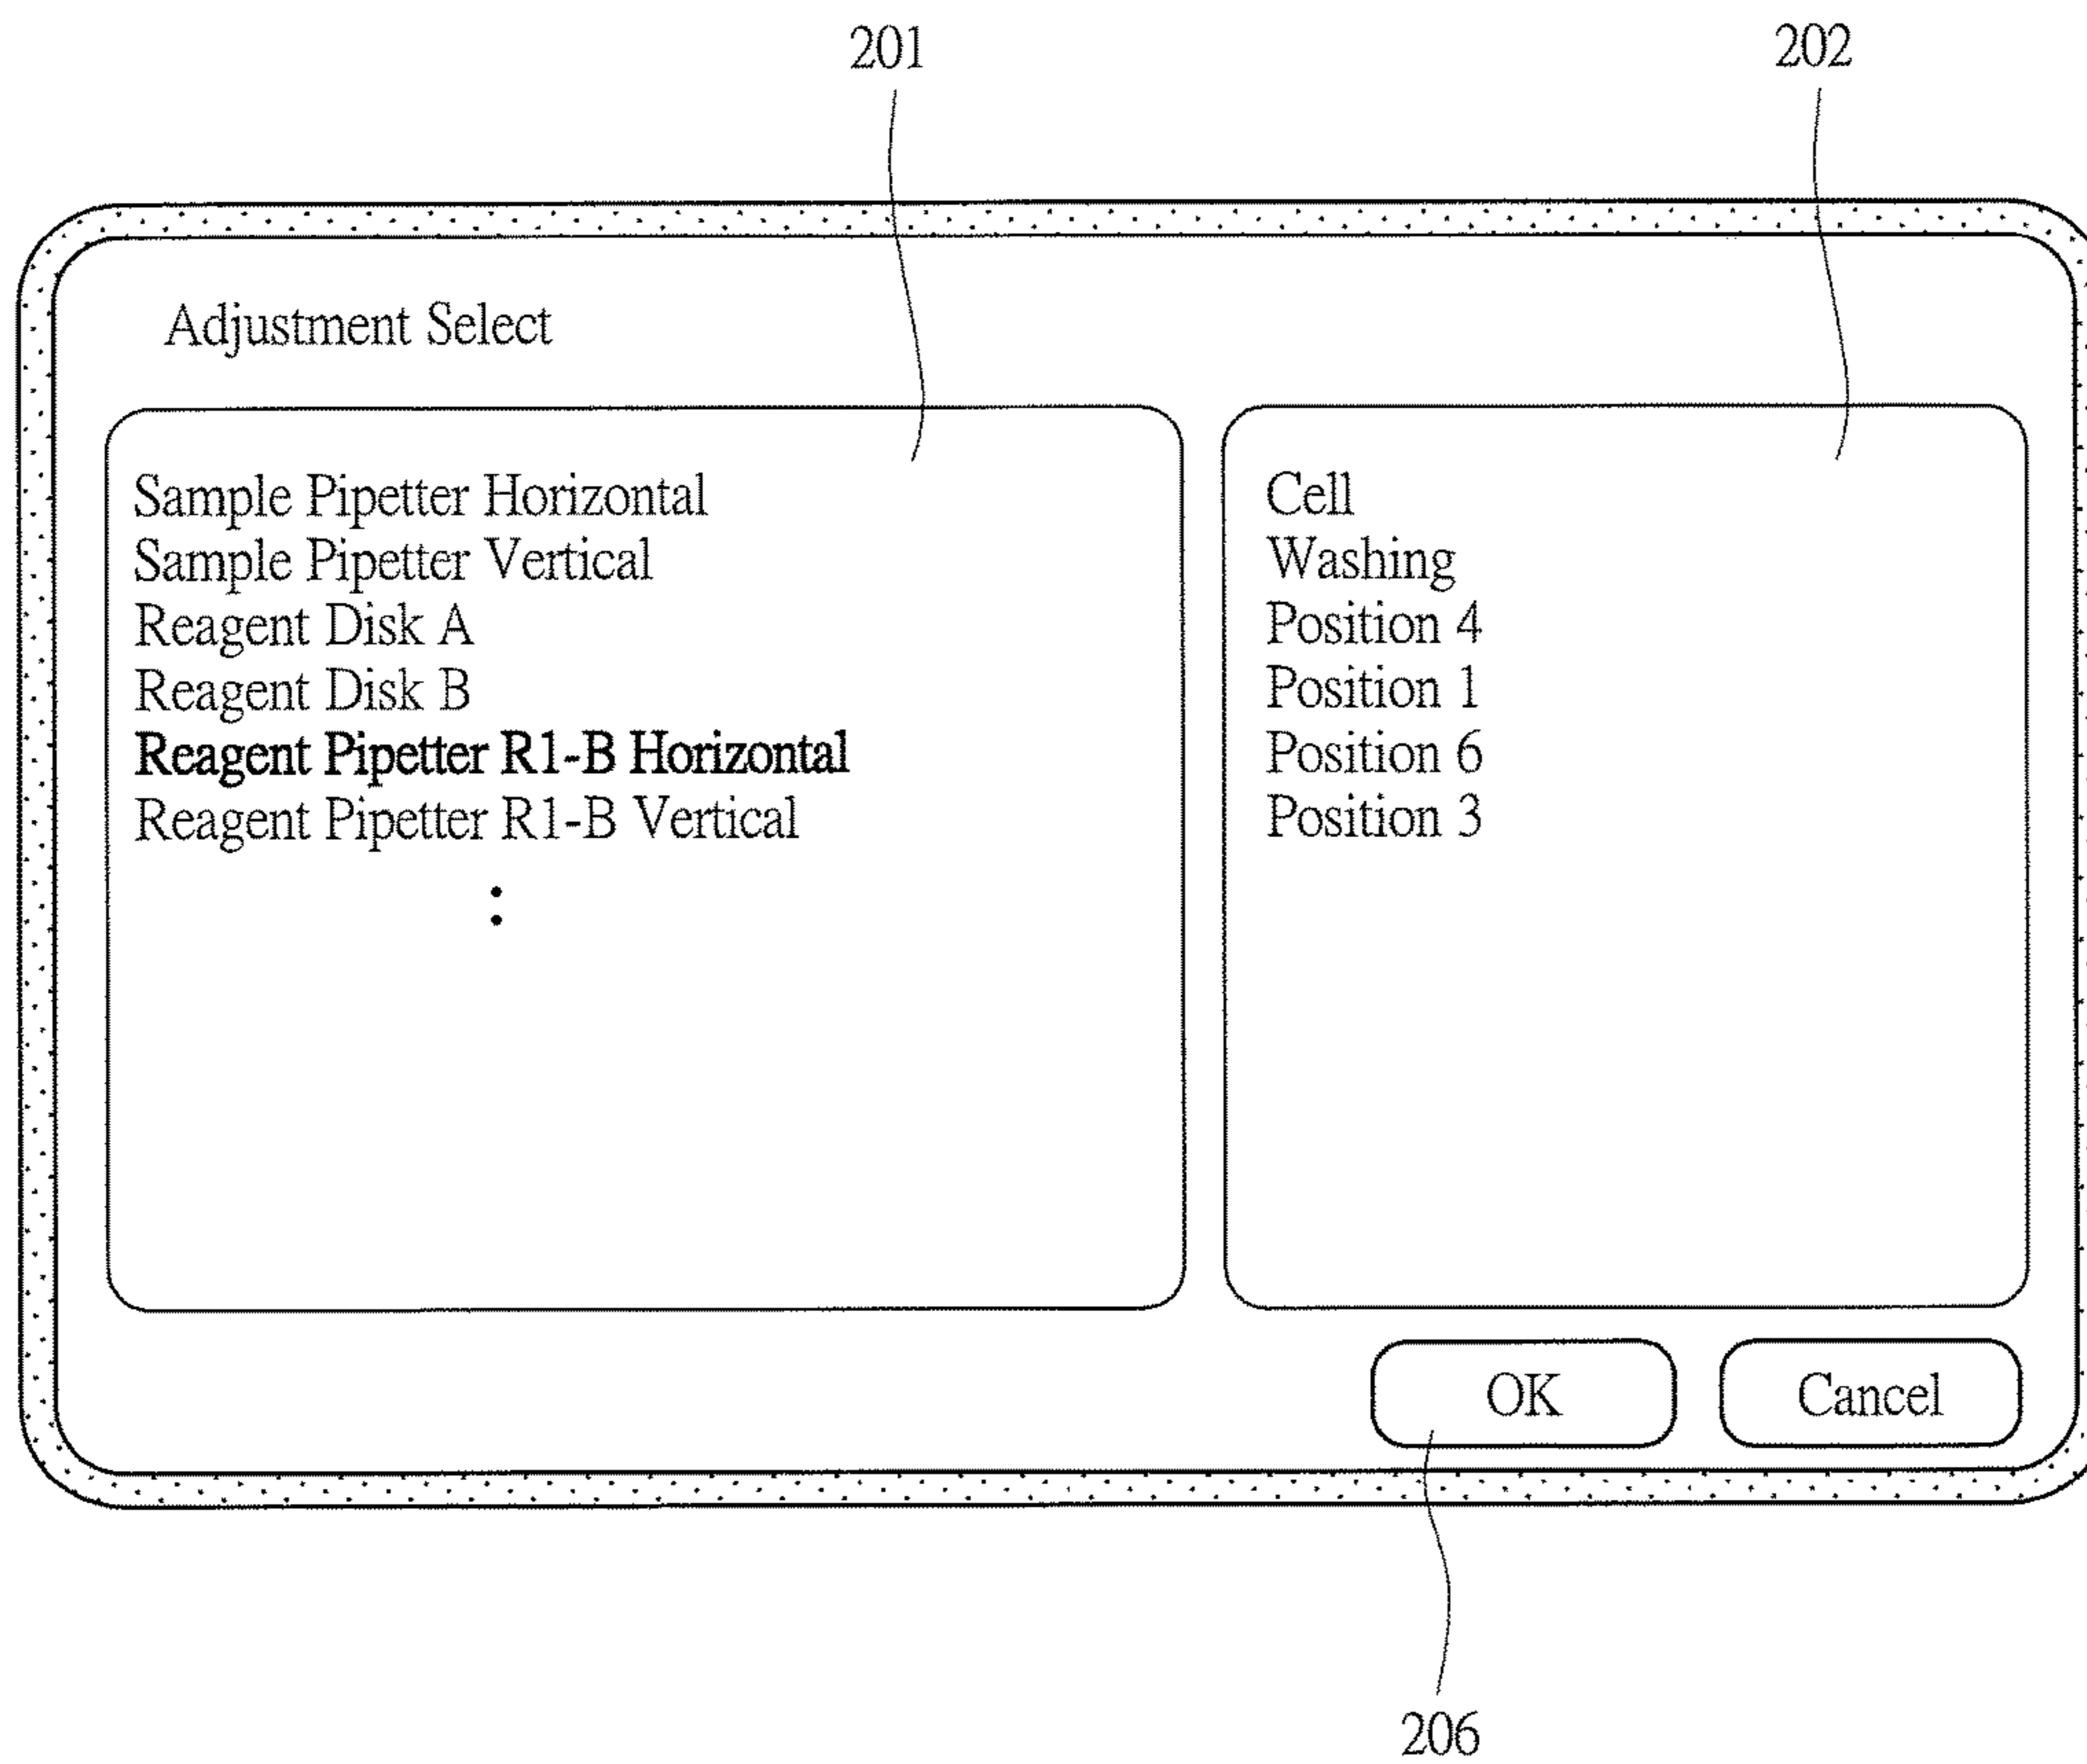 201
202
Adjustment Select
Sample Pipetter Horizontal
Sample Pipetter Vertical
Reagent Disk A
Reagent Disk B
Reagent Pipetter R1-B Horizontal
Reagent Pipetter R1-B Vertical
:
Cell
Washing
Position 4
Position 1
Position 6
Position 3
OK
Cancel
206